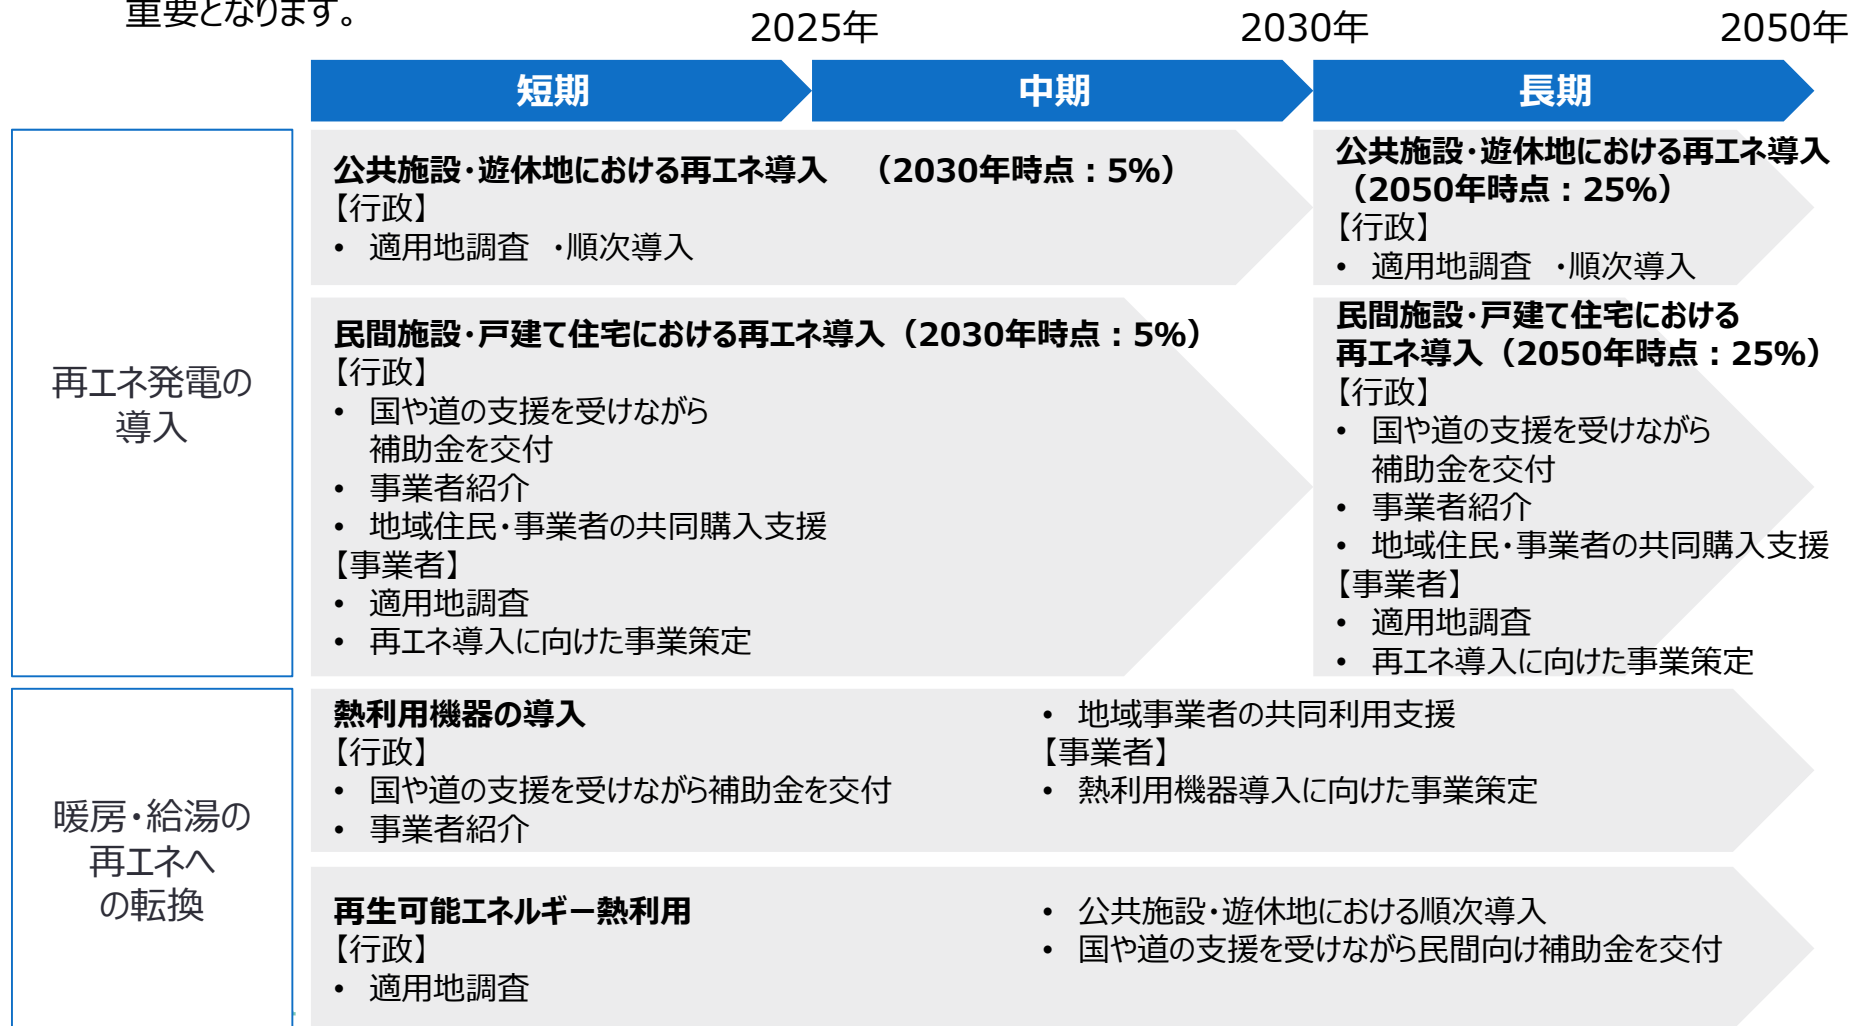 重要となります。
2025年
2030年
2050年
短期
中期
長期
再エネ発電の
導入
公共施設・遊休地における再エネ導入　（2030年時点：5%）
【行政】
• 適用地調査　・順次導入
公共施設・遊休地における再エネ導入
（2050年時点：25%）
【行政】
• 適用地調査　・順次導入
民間施設・戸建て住宅における再エネ導入（2030年時点：5%）
【行政】
• 国や道の支援を受けながら
補助金を交付
• 事業者紹介
• 地域住民・事業者の共同購入支援
【事業者】
• 適用地調査
• 再エネ導入に向けた事業策定
民間施設・戸建て住宅における
再エネ導入（2050年時点：25%）
【行政】
• 国や道の支援を受けながら
補助金を交付
• 事業者紹介
• 地域住民・事業者の共同購入支援
【事業者】
• 適用地調査
• 再エネ導入に向けた事業策定
暖房・給湯の
再エネへ
の転換
熱利用機器の導入
【行政】
• 国や道の支援を受けながら補助金を交付
• 事業者紹介
• 地域事業者の共同利用支援
【事業者】
• 熱利用機器導入に向けた事業策定
再生可能エネルギー熱利用
【行政】
• 適用地調査
• 公共施設・遊休地における順次導入
• 国や道の支援を受けながら民間向け補助金を交付